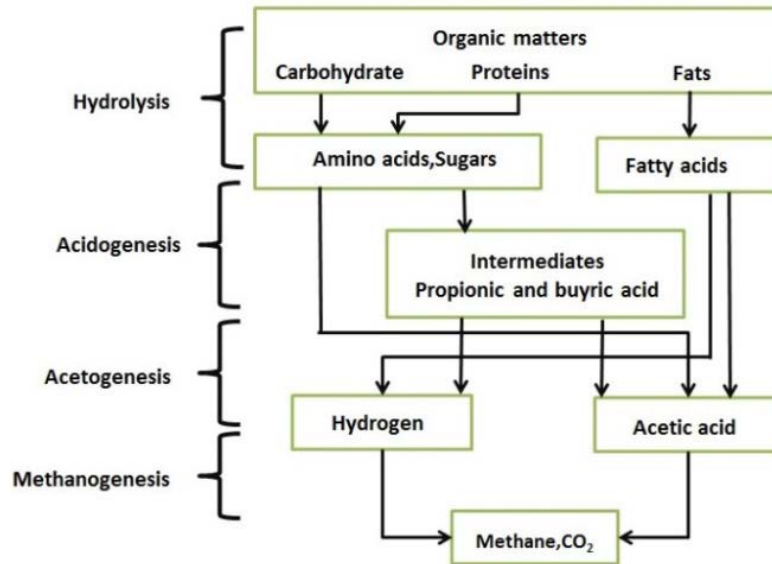 Organic matters
Carbohydrate Proteins Fats
Hydrolysis
Amino acids,Sugars
Fatty acids
Acidogenesis
Intermediates
Propionic and buyric acid
Acetogenesis
Hydrogen
Acetic acid
Methanogenesis
Methane,CO₂